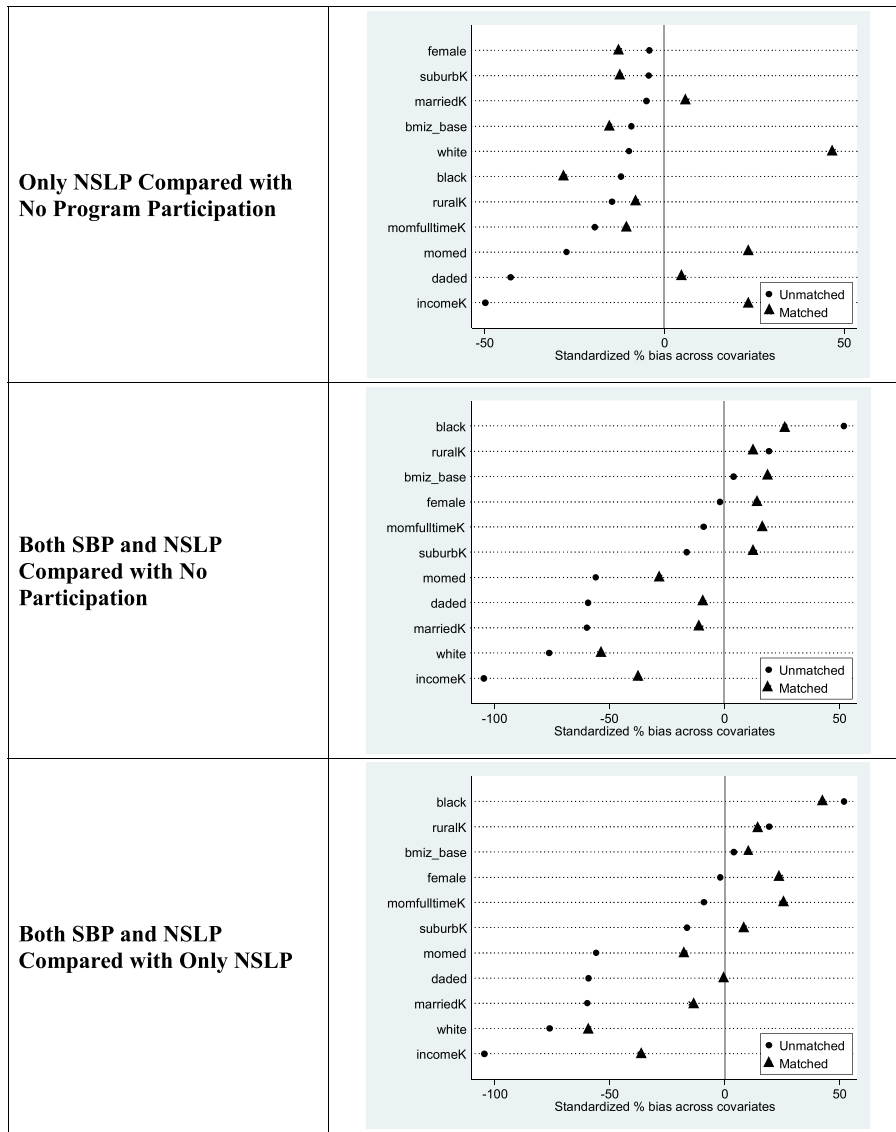 Only NSLP Compared with
No Program Participation
female
suburbK
marriedK
bmiz_base
white
black
ruralK
momfulltimeK
momed
daded
incomeK
Unmatched
Matched
-50 0 50
Standardized % bias across covariates
Both SBP and NSLP
Compared with No
Participation
black
ruralK
bmiz_base
female
momfulltimeK
suburbK
momed
daded
marriedK
white
incomeK
Unmatched
Matched
-100 -50 0 50
Standardized % bias across covariates
Both SBP and NSLP
Compared with Only NSLP
black
ruralK
bmiz_base
female
momfulltimeK
suburbK
momed
daded
marriedK
white
incomeK
Unmatched
Matched
-100 -50 0 50
Standardized % bias across covariates